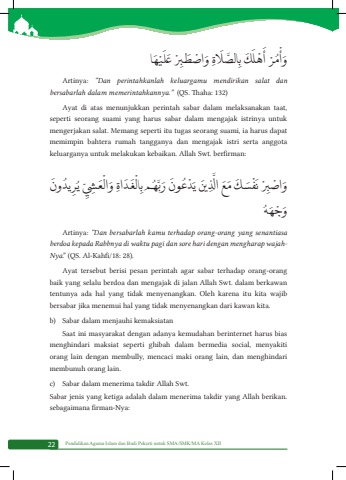 وَأْمُرْ أَهْلَكَ بِالصَّلَاةِ وَاصْطَبِرْ عَلَيْهَا
Artinya: "Dan perintahkanlah keluargamu mendirikan salat dan
bersabarlah dalam memerintahkannya." (QS. Thaha: 132)
Ayat di atas menunjukkan perintah sabar dalam melaksanakan taat,
seperti seorang suami yang harus sabar dalam mengajak istrinya untuk
mengerjakan salat. Memang seperti itu tugas seorang suami, ia harus dapat
memimpin bahtera rumah tangganya dan mengajak istri serta anggota
keluarganya untuk melakukan kebaikan. Allah Swt. berfirman:
وَاصْبِرْ نَفْسَكَ مَعَ الَّذِينَ يَدْعُونَ رَبَّهُم بِالْغَدَاةِ وَالْعَشِيِّ يُرِيدُونَ
وَجْهَهُ
Artinya: "Dan bersabarlah kamu terhadap orang-orang yang senantiasa
berdoa kepada Rabbnya di waktu pagi dan sore hari dengan mengharap wajah-
Nya." (QS. Al-Kahfi/18: 28).
Ayat tersebut berisi pesan perintah agar sabar terhadap orang-orang
baik yang selalu berdoa dan mengajak di jalan Allah Swt. dalam berkawan
tentunya ada hal yang tidak menyenangkan. Oleh karena itu kita wajib
bersabar jika menemui hal yang tidak menyenangkan dari kawan kita.
b) Sabar dalam menjauhi kemaksiatan
Saat ini masyarakat dengan adanya kemudahan berinternet harus bias
menghindari maksiat seperti ghibah dalam bermedia social, menyakiti
orang lain dengan membully, mencaci maki orang lain, dan menghindari
membunuh orang lain.
c) Sabar dalam menerima takdir Allah Swt.
Sabar jenis yang ketiga adalah dalam menerima takdir yang Allah berikan.
sebagaimana firman-Nya:
22 Pendidikan Agama Islam dan Budi Pekerti untuk SMA/SMK/MA Kelas XII